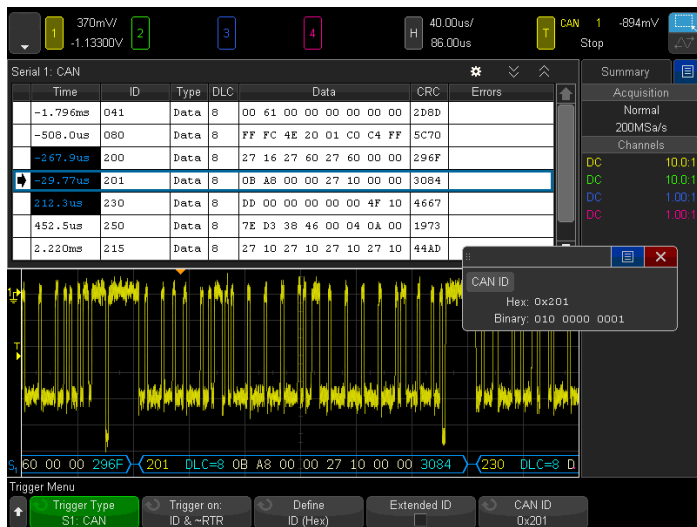 1 370mV/ -1.13300V 2 3 4 H 40.00us/ 86.00us T CAN 1 -894mV Stop
Serial 1: CAN
Time ID Type DLC Data CRC Errors
-1.796ms 041 Data 8 00 61 00 00 00 00 00 00 2D8D
-508.0us 080 Data 8 FF FC 4E 20 01 C0 C4 FF 5C70
-267.9us 200 Data 8 27 16 27 60 27 60 00 00 296F
-29.77us 201 Data 8 0B A8 00 00 27 10 00 00 3084
212.3us 230 Data 8 DD 00 00 00 00 00 4F 10 4667
452.5us 250 Data 8 7E D3 38 46 00 04 0A 00 1973
2.220ms 215 Data 8 27 10 27 10 27 10 27 10 44AD
Summary
Acquisition
Normal
200MSa/s
Channels
DC 10.0:1
DC 10.0:1
DC 1.00:1
DC 1.00:1
CAN ID
Hex: 0x201
Binary: 010 0000 0001
1
T
S1 60 00 00 296F 201 DLC=8 0B A8 00 00 27 10 00 00 3084 230 DLC=8 D
Trigger Menu
Trigger Type Trigger on: Define Extended ID CAN ID
S1: CAN ID & ~RTR ID (Hex) 0x201